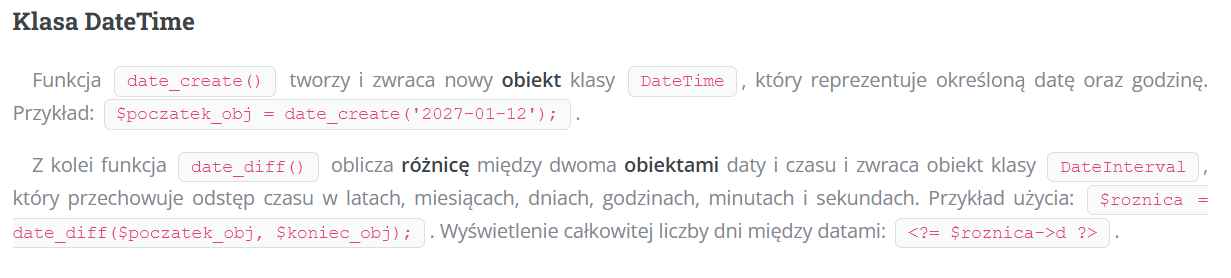 Klasa DateTime
Funkcja date_create() tworzy i zwraca nowy obiekt klasy DateTime, który reprezentuje określoną datę oraz godzinę.
Przykład: $poczatek_obj = date_create('2027-01-12'); .
Z kolei funkcja date_diff() oblicza różnicę między dwoma obiektami daty i czasu i zwraca obiekt klasy DateInterval,
który przechowuje odstęp czasu w latach, miesiącach, dniach, godzinach, minutach i sekundach. Przykład użycia: $roznica =
date_diff($poczatek_obj, $koniec_obj); . Wyświetlenie całkowitej liczby dni między datami: <?= $roznica->d ?> .